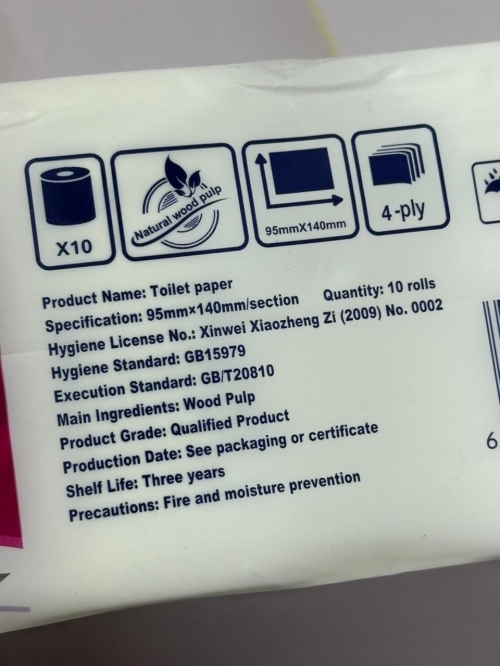 X10
Natural wood pulp
95mmX140mm
4-ply
Product Name: Toilet paper
Specification: 95mm×140mm/section Quantity: 10 rolls
Hygiene License No.: Xinwei Xiaozheng Zi (2009) No. 0002
Hygiene Standard: GB15979
Execution Standard: GB/T20810
Main Ingredients: Wood Pulp
Product Grade: Qualified Product
Production Date: See packaging or certificate
Shelf Life: Three years
Precautions: Fire and moisture prevention
6